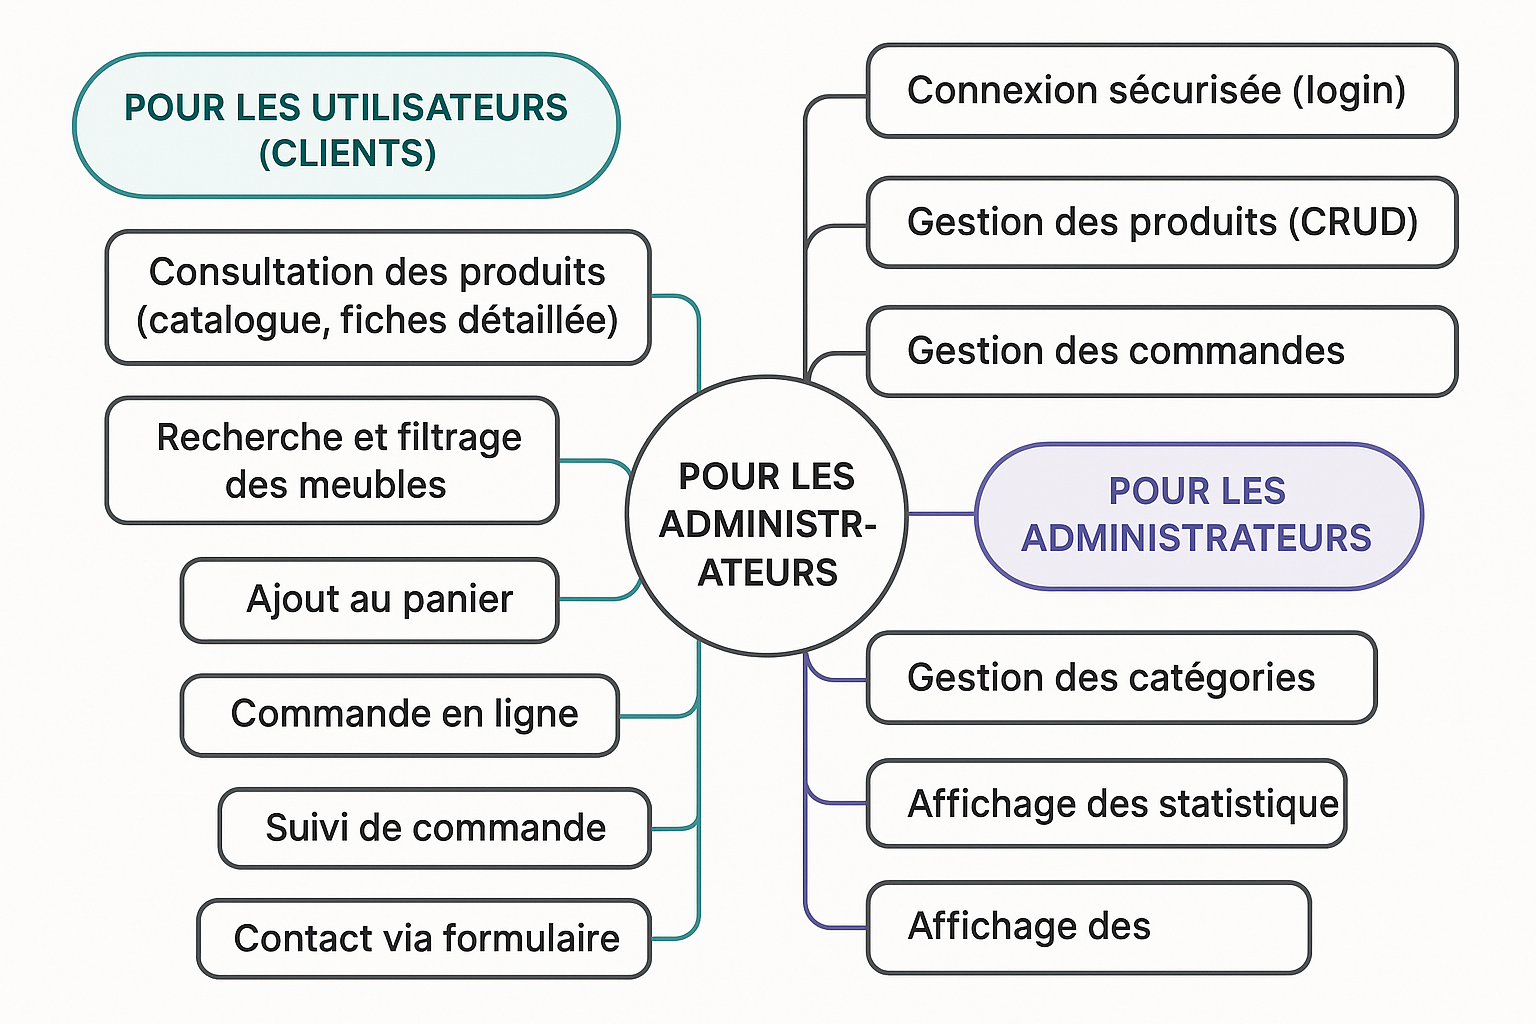 POUR LES UTILISATEURS
(CLIENTS)
Consultation des produits
(catalogue, fiches détaillée)
Recherche et filtrage
des meubles
Ajout au panier
Commande en ligne
Suivi de commande
Contact via formulaire
POUR LES
ADMINISTR-
ATEURS
Connexion sécurisée (login)
Gestion des produits (CRUD)
Gestion des commandes
POUR LES
ADMINISTRATEURS
Gestion des catégories
Affichage des statistique
Affichage des